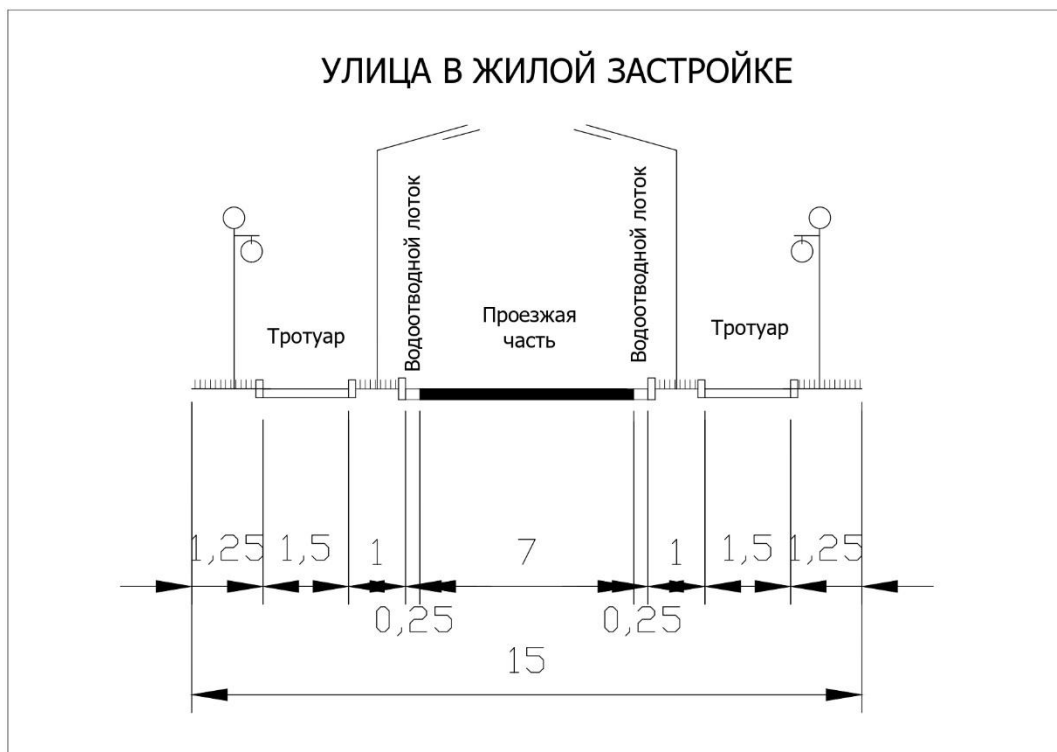 УЛИЦА В ЖИЛОЙ ЗАСТРОЙКЕ
Водоотводной лоток
Водоотводной лоток
Тротуар
Проезжая
часть
Тротуар
1,25 1,5 1 7 1 1,5 1,25
0,25 0,25
15